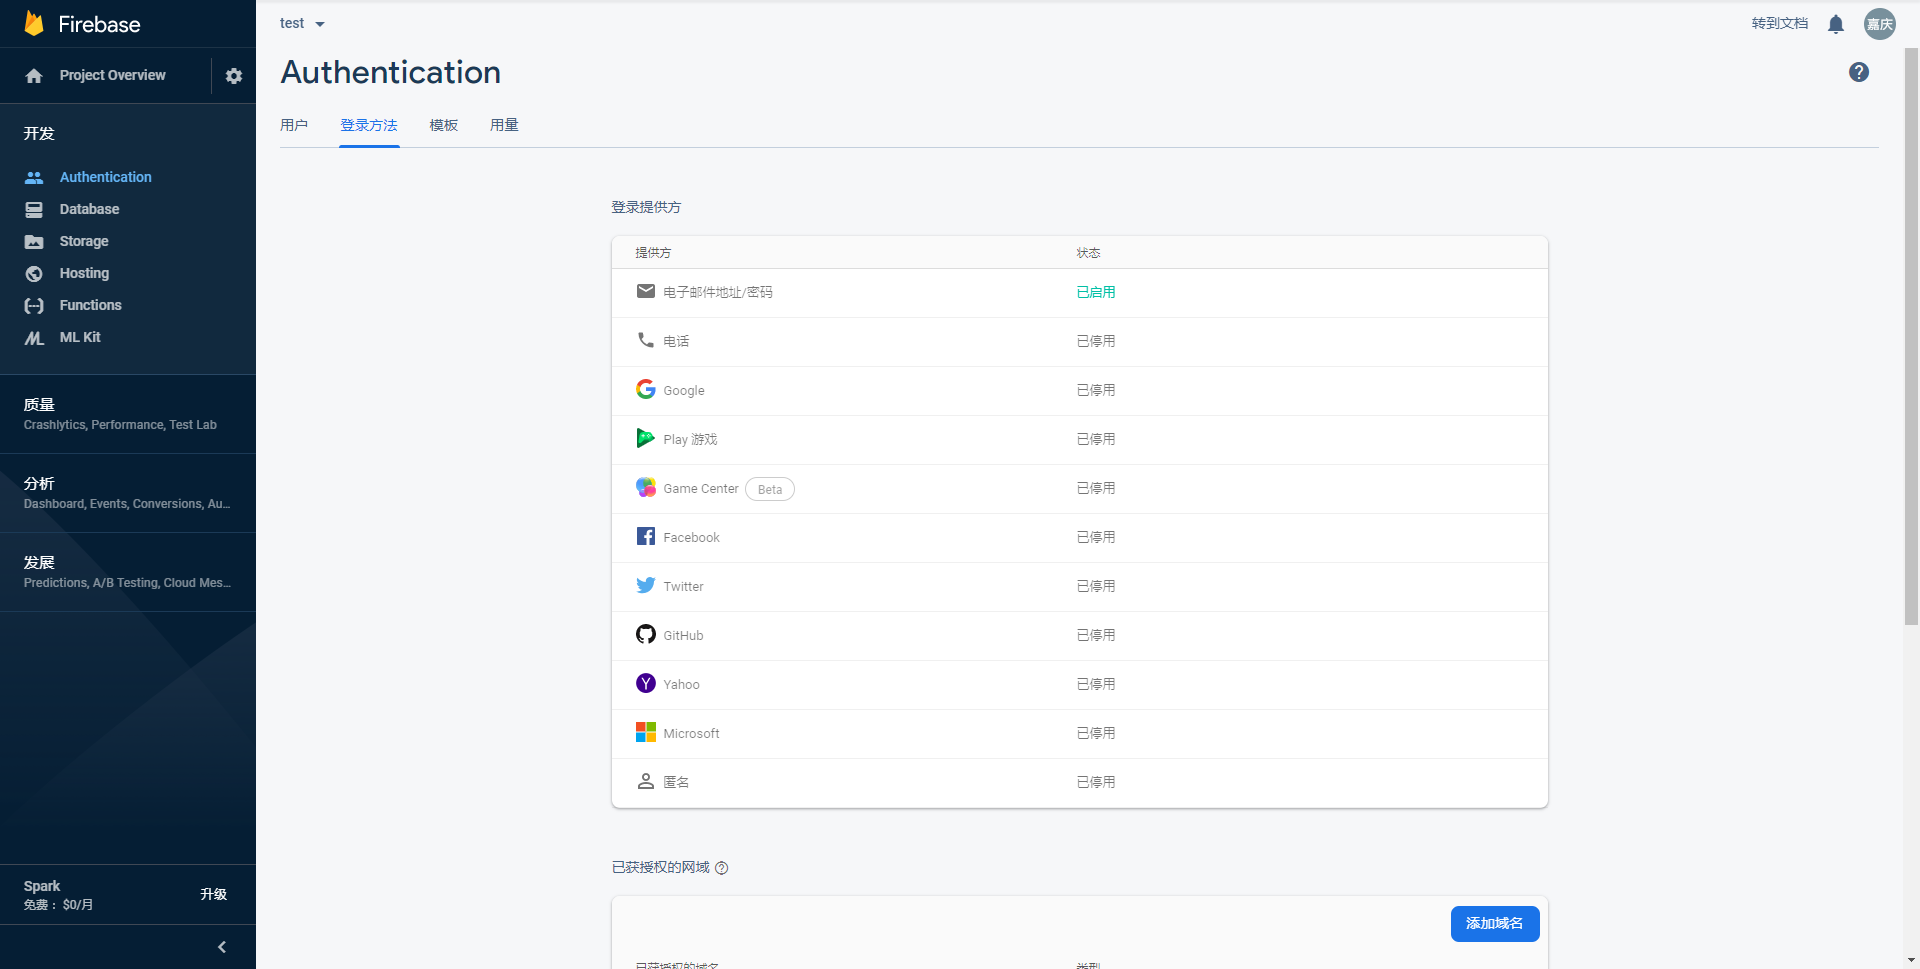 Firebase
test
转到文档
嘉庆
Project Overview
Authentication
用户
登录方法
模板
用量
开发
Authentication
Database
Storage
Hosting
Functions
ML Kit
质量
Crashlytics, Performance, Test Lab
分析
Dashboard, Events, Conversions, Au...
发展
Predictions, A/B Testing, Cloud Mes...
Spark
免费: $0/月
升级
登录提供方
提供方 状态
电子邮件地址/密码 已启用
电话 已停用
Google 已停用
Play 游戏 已停用
Game Center Beta 已停用
Facebook 已停用
Twitter 已停用
GitHub 已停用
Yahoo 已停用
Microsoft 已停用
匿名 已停用
已获授权的网域
添加域名
已获授权的域名 类型